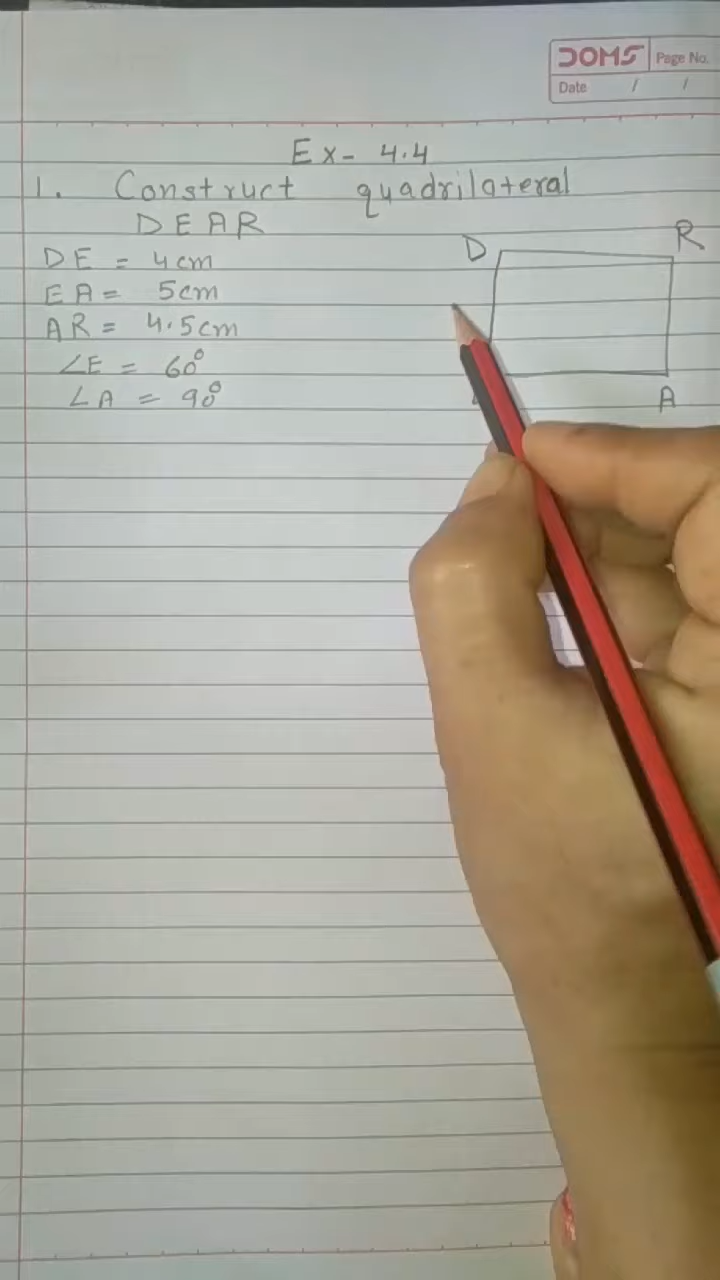 DOMS Page No.
Date / /
Ex- 4.4
1. Construct quadrilateral
DEAR
DE = 4cm
EA = 5cm
AR = 4.5cm
∠E = 60°
∠A = 90°
D R
A